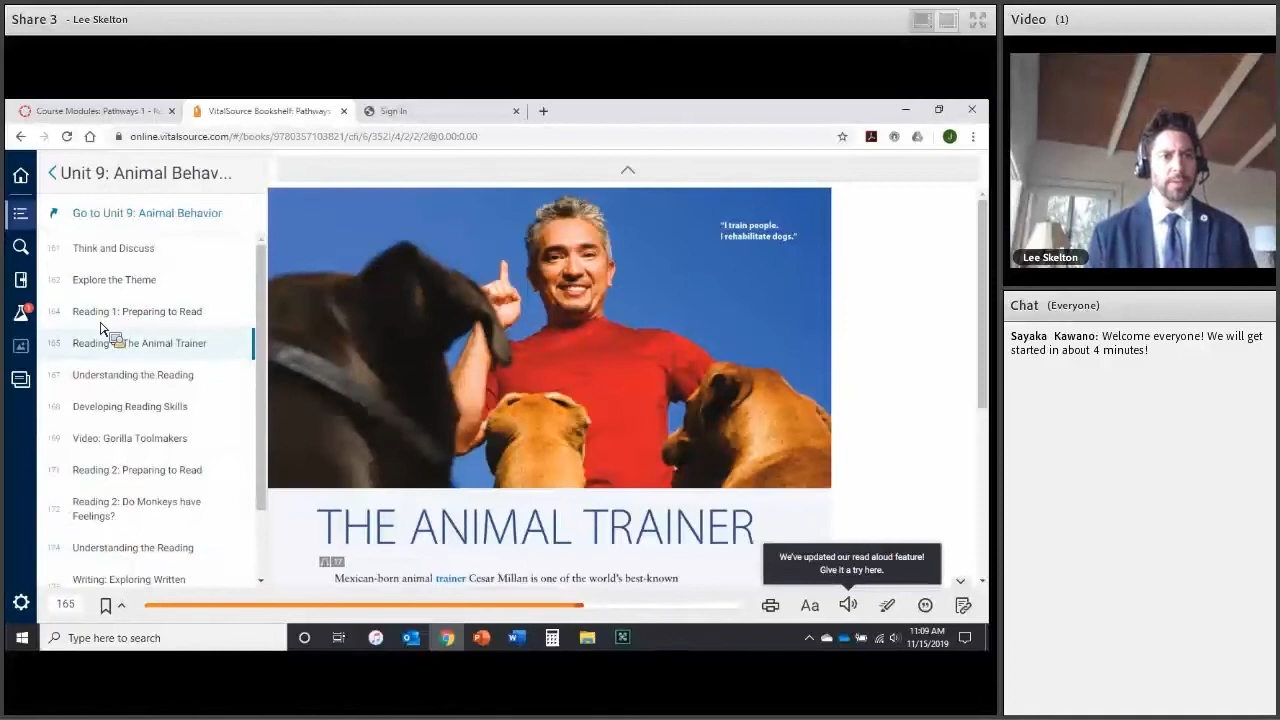 Share 3 - Lee Skelton
Video (1)
Course Modules: Pathways 1 -
VitalSource Bookshelf: Pathways
Sign In
online.vitalsource.com/#/books/9780357103821/cfi/6/352!/4/2/2/2@0.00:0.00
Unit 9: Animal Behav...
Go to Unit 9: Animal Behavior
161 Think and Discuss
162 Explore the Theme
164 Reading 1: Preparing to Read
165 Reading The Animal Trainer
167 Understanding the Reading
168 Developing Reading Skills
169 Video: Gorilla Toolmakers
171 Reading 2: Preparing to Read
172 Reading 2: Do Monkeys have
Feelings?
174 Understanding the Reading
Writing: Exploring Written
"I train people.
I rehabilitate dogs."
THE ANIMAL TRAINER
17
Mexican-born animal trainer Cesar Millan is one of the world's best-known
We've updated our read aloud feature!
Give it a try here.
165
Aa
Type here to search
11:09 AM
11/15/2019
Lee Skelton
Chat (Everyone)
Sayaka Kawano: Welcome everyone! We will get
started in about 4 minutes!